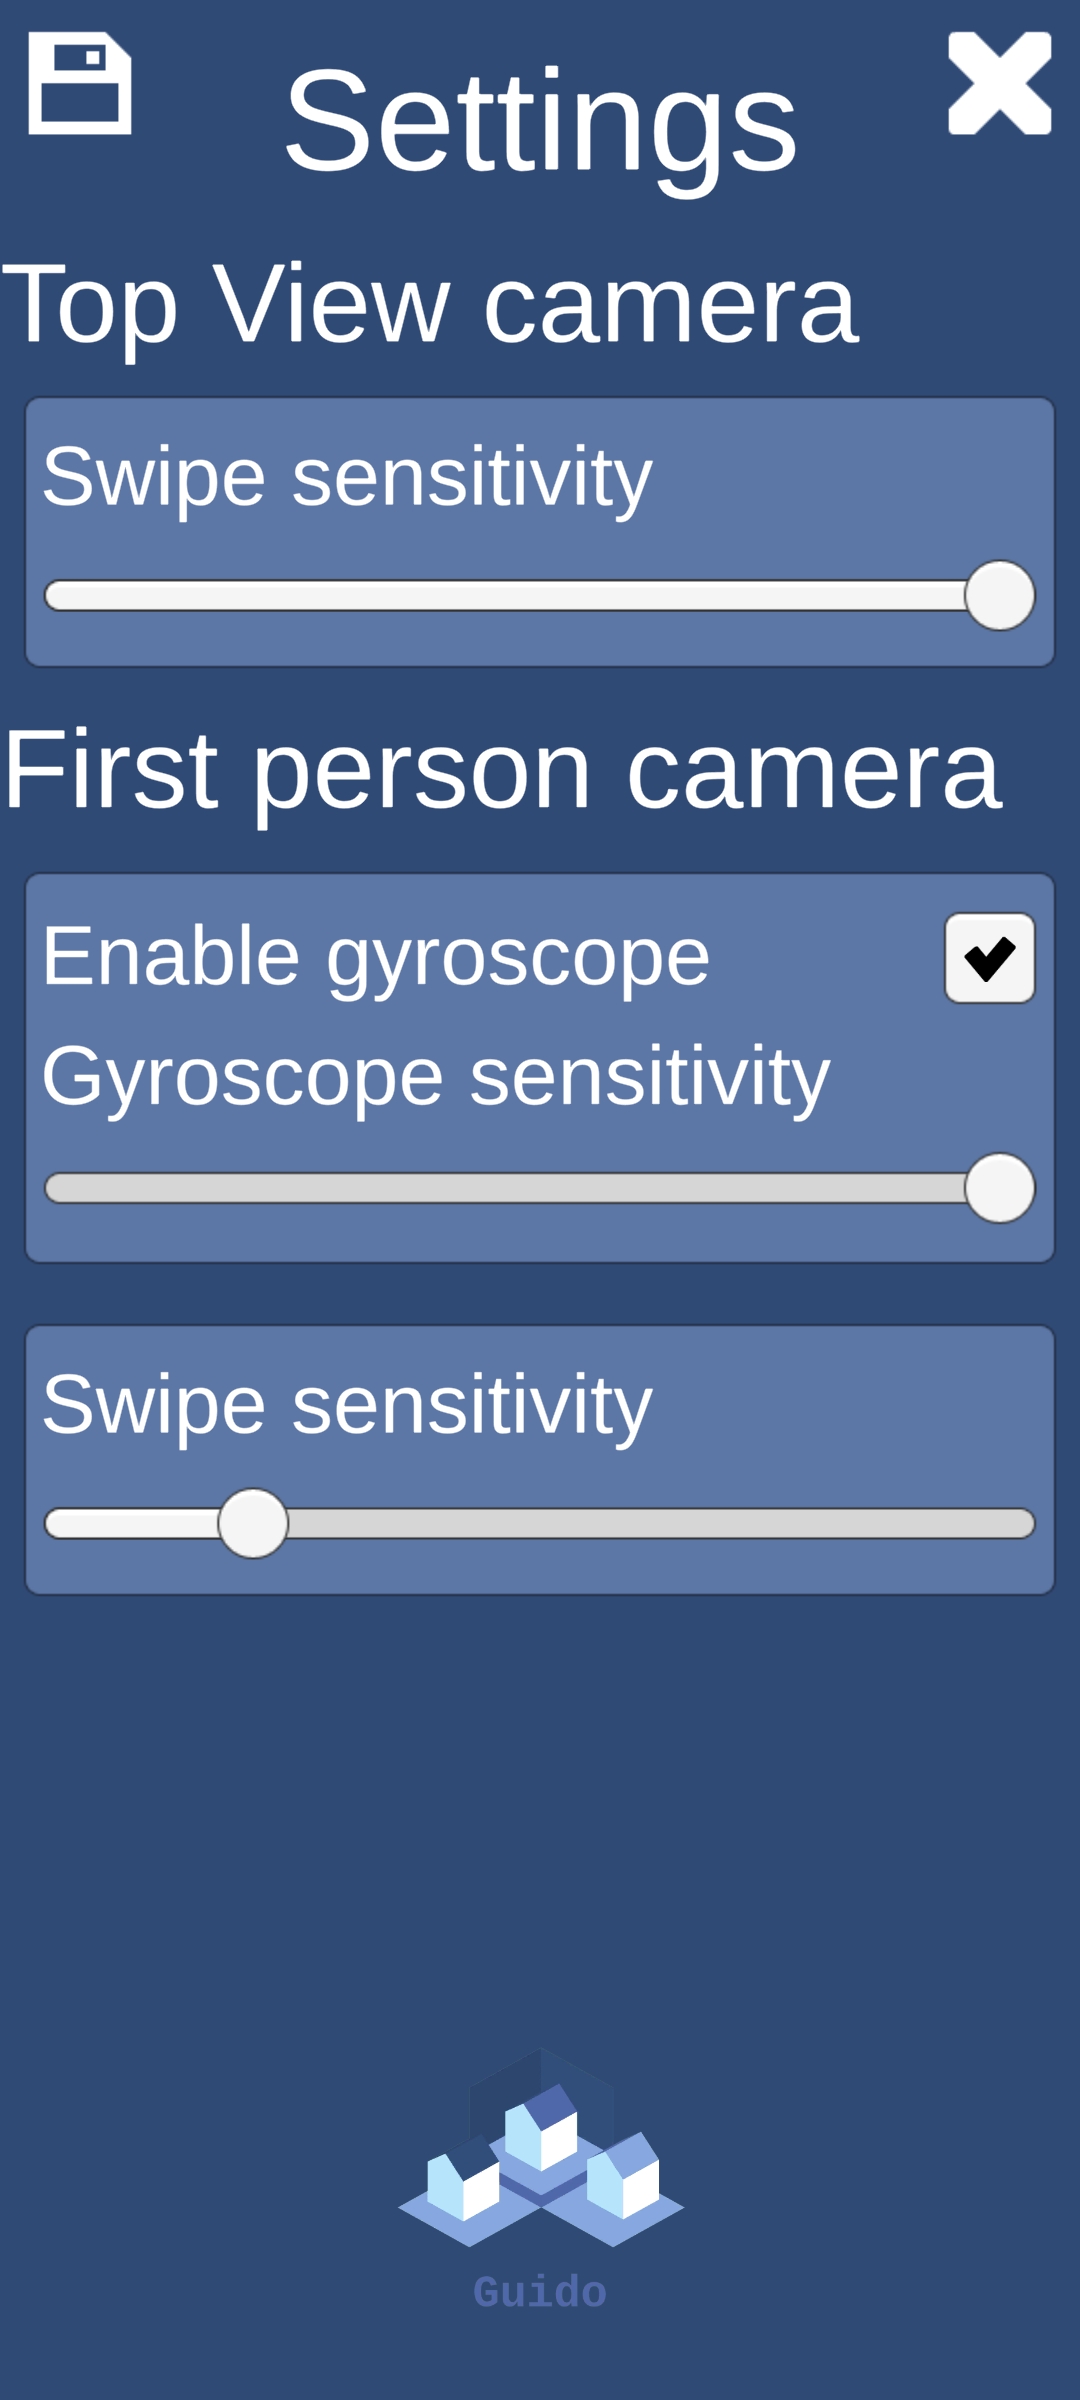 Settings
Top View camera
Swipe sensitivity
First person camera
Enable gyroscope
Gyroscope sensitivity
Swipe sensitivity
Guido